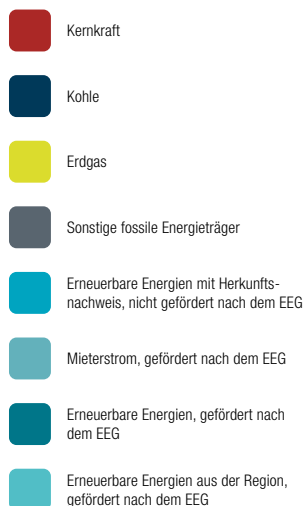 Kernkraft
Kohle
Erdgas
Sonstige fossile Energieträger
Erneuerbare Energien mit Herkunfts-
nachweis, nicht gefördert nach dem EEG
Mieterstrom, gefördert nach dem EEG
Erneuerbare Energien, gefördert nach
dem EEG
Erneuerbare Energien aus der Region,
gefördert nach dem EEG